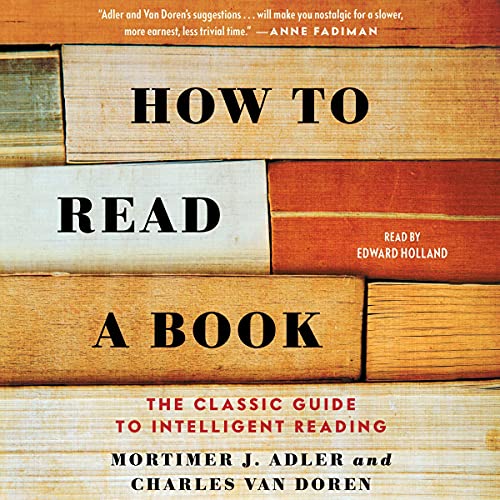 "Adler and Van Doren's suggestions . . . will make you nostalgic for a slower,
more earnest, less trivial time." —ANNE FADIMAN
HOW TO
READ
READ BY
EDWARD HOLLAND
A BOOK
THE CLASSIC GUIDE
TO INTELLIGENT READING
MORTIMER J. ADLER and
CHARLES VAN DOREN